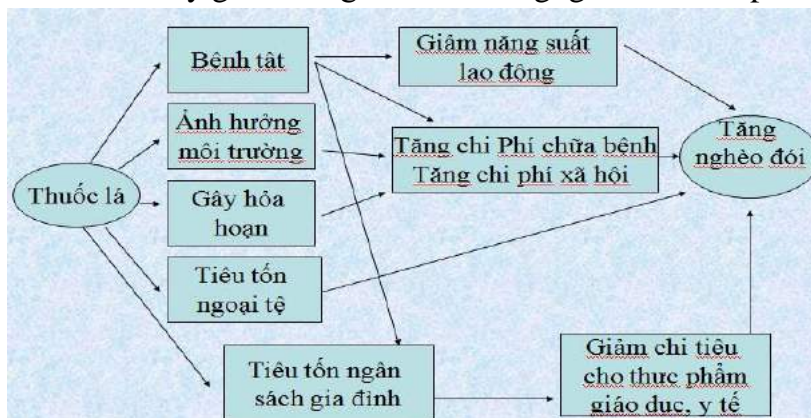 Bệnh tât
Giảm năng suất
lao động
Ảnh hưởng
môi trường
Tăng chi Phí chữa bệnh
Tăng chi phí xã hội
Tăng
nghèo đói
Thuốc lá
Gây hỏa
hoạn
Tiêu tốn
ngoại tệ
Tiêu tốn ngân
sách gia đình
Giảm chi tiêu
cho thực phẩm
giáo dục, y tế